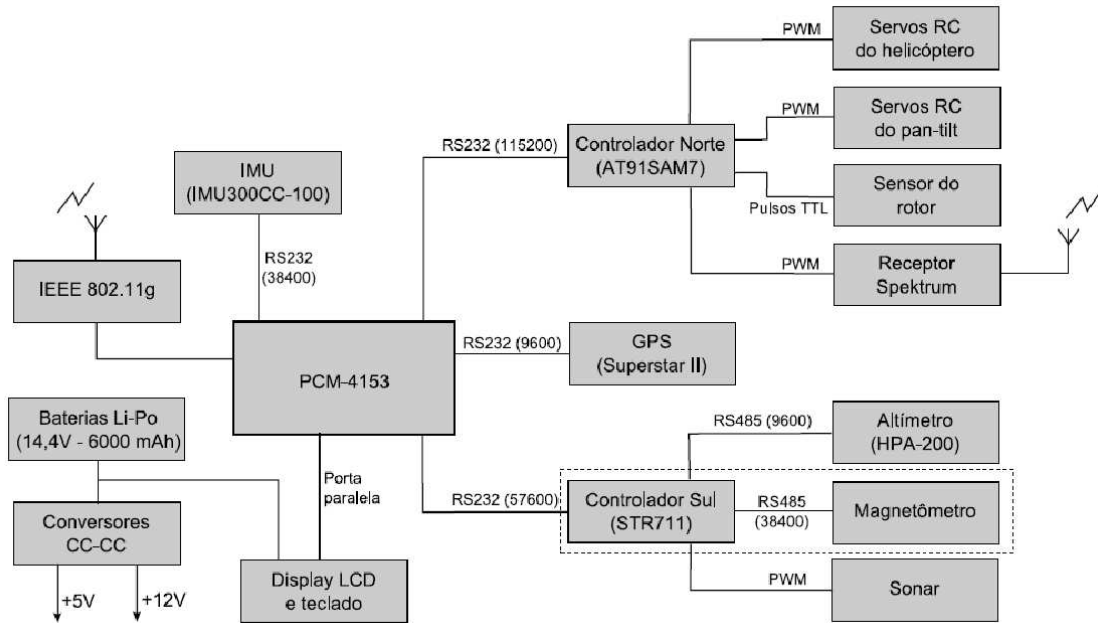 PWM
Servos RC
do helicóptero
PWM
Servos RC
do pan-tilt
Controlador Norte
(AT91SAM7)
RS232 (115200)
IMU
(IMU300CC-100)
Pulsos TTL
Sensor do
rotor
RS232
(38400)
IEEE 802.11g
PWM
Receptor
Spektrum
PCM-4153
RS232 (9600)
GPS
(Superstar II)
Baterias Li-Po
(14,4V - 6000 mAh)
RS485 (9600)
Altímetro
(HPA-200)
Porta
paralela
RS232 (57600)
Controlador Sul
(STR711)
RS485
(38400)
Magnetômetro
Conversores
CC-CC
Display LCD
e teclado
PWM
Sonar
+5V
+12V